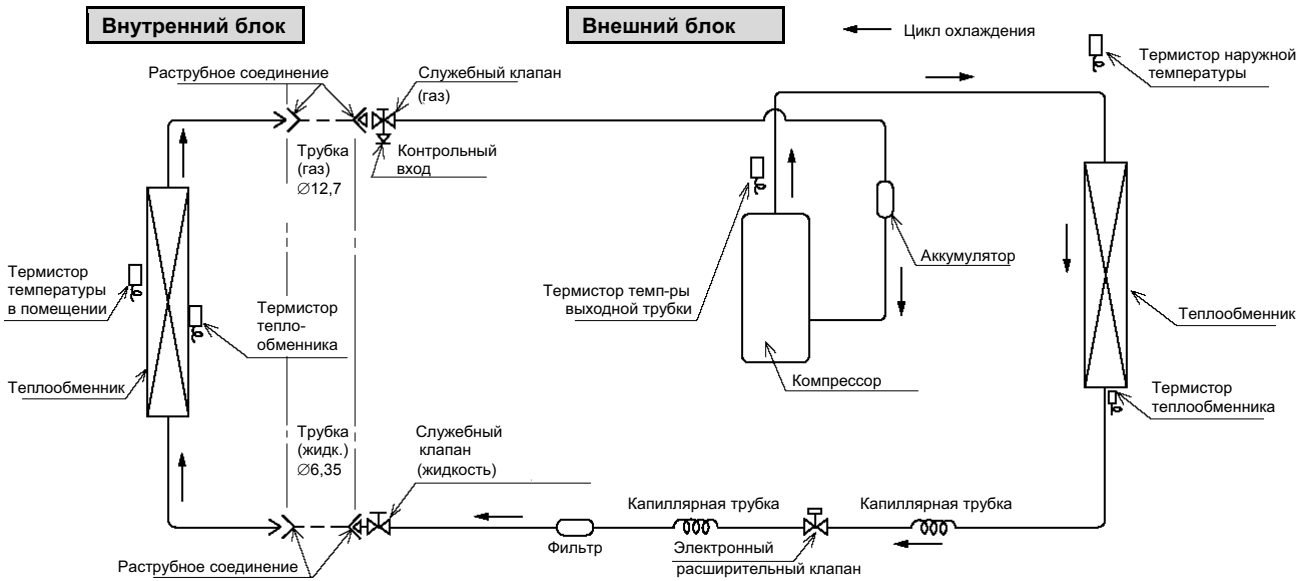 Внутренний блок
Внешний блок
Цикл охлаждения
Термистор наружной
температуры
Раструбное соединение
Служебный клапан
(газ)
Трубка
(газ)
∅12,7
Контрольный
вход
Аккумулятор
Термистор
температуры
в помещении
Термистор
тепло-
обменника
Термистор темп-ры
выходной трубки
Теплообменник
Теплообменник
Компрессор
Термистор
теплообменника
Трубка
(жидк.)
∅6,35
Служебный
клапан
(жидкость)
Капиллярная трубка
Капиллярная трубка
Фильтр
Электронный
расширительный клапан
Раструбное соединение